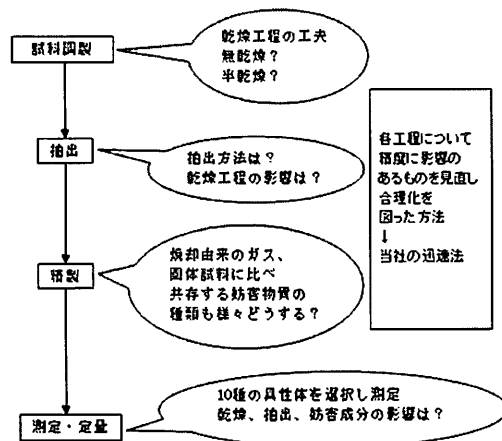 試料調製
乾燥工程の工夫
無乾燥？
半乾燥？
抽出
抽出方法は？
乾燥工程の影響は？
各工程について
精度に影響の
あるものを見直し
合理化を
図った方法
↓
当社の迅速法
精製
焼却由来のガス、
固体試料に比べ
共存する妨害物質の
種類も様々どうする？
10種の異性体を選択し測定
乾燥、抽出、妨害成分の影響は？
測定・定量